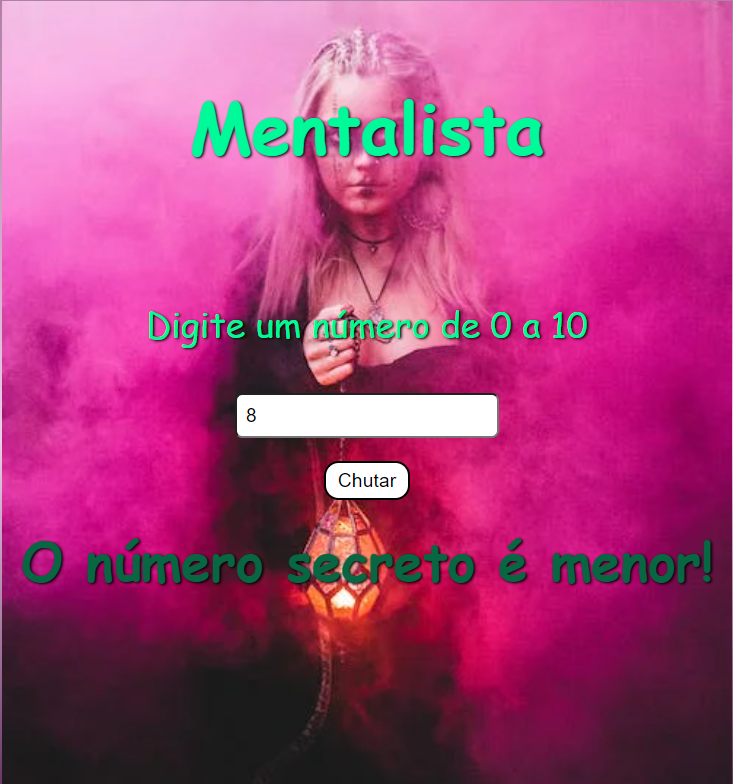 Mentalista
Digite um número de 0 a 10
8
Chutar
O número secreto é menor!